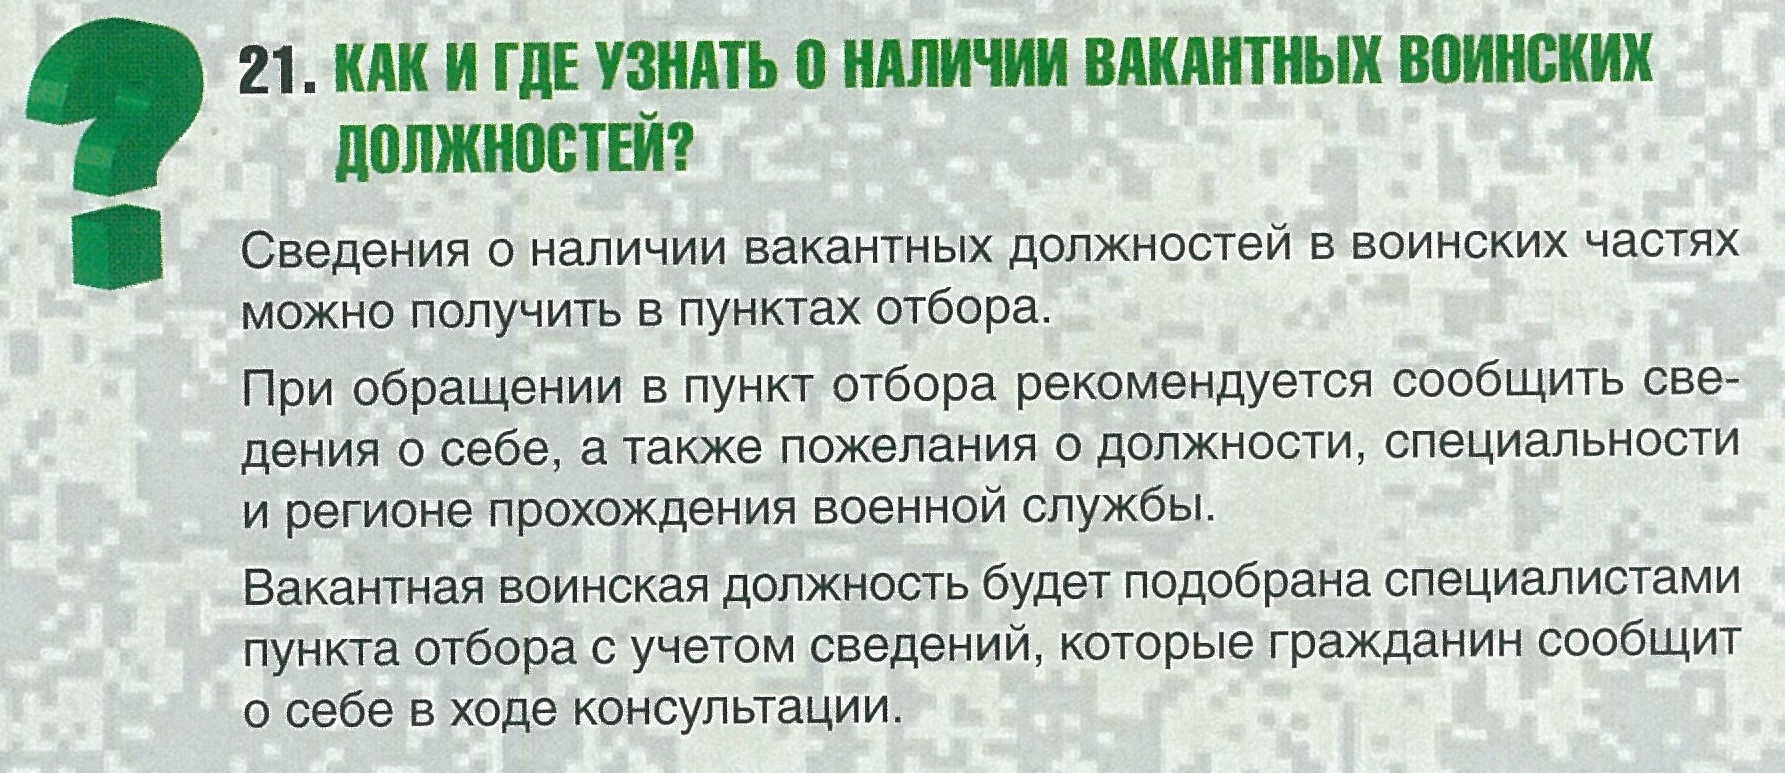 21. КАК И ГДЕ УЗНАТЬ О НАЛИЧИИ ВАКАНТНЫХ ВОИНСКИХ
ДОЛЖНОСТЕЙ?
Сведения о наличии вакантных должностей в воинских частях
можно получить в пунктах отбора.
При обращении в пункт отбора рекомендуется сообщить све-
дения о себе, а также пожелания о должности, специальности
и регионе прохождения военной службы.
Вакантная воинская должность будет подобрана специалистами
пункта отбора с учетом сведений, которые гражданин сообщит
о себе в ходе консультации.